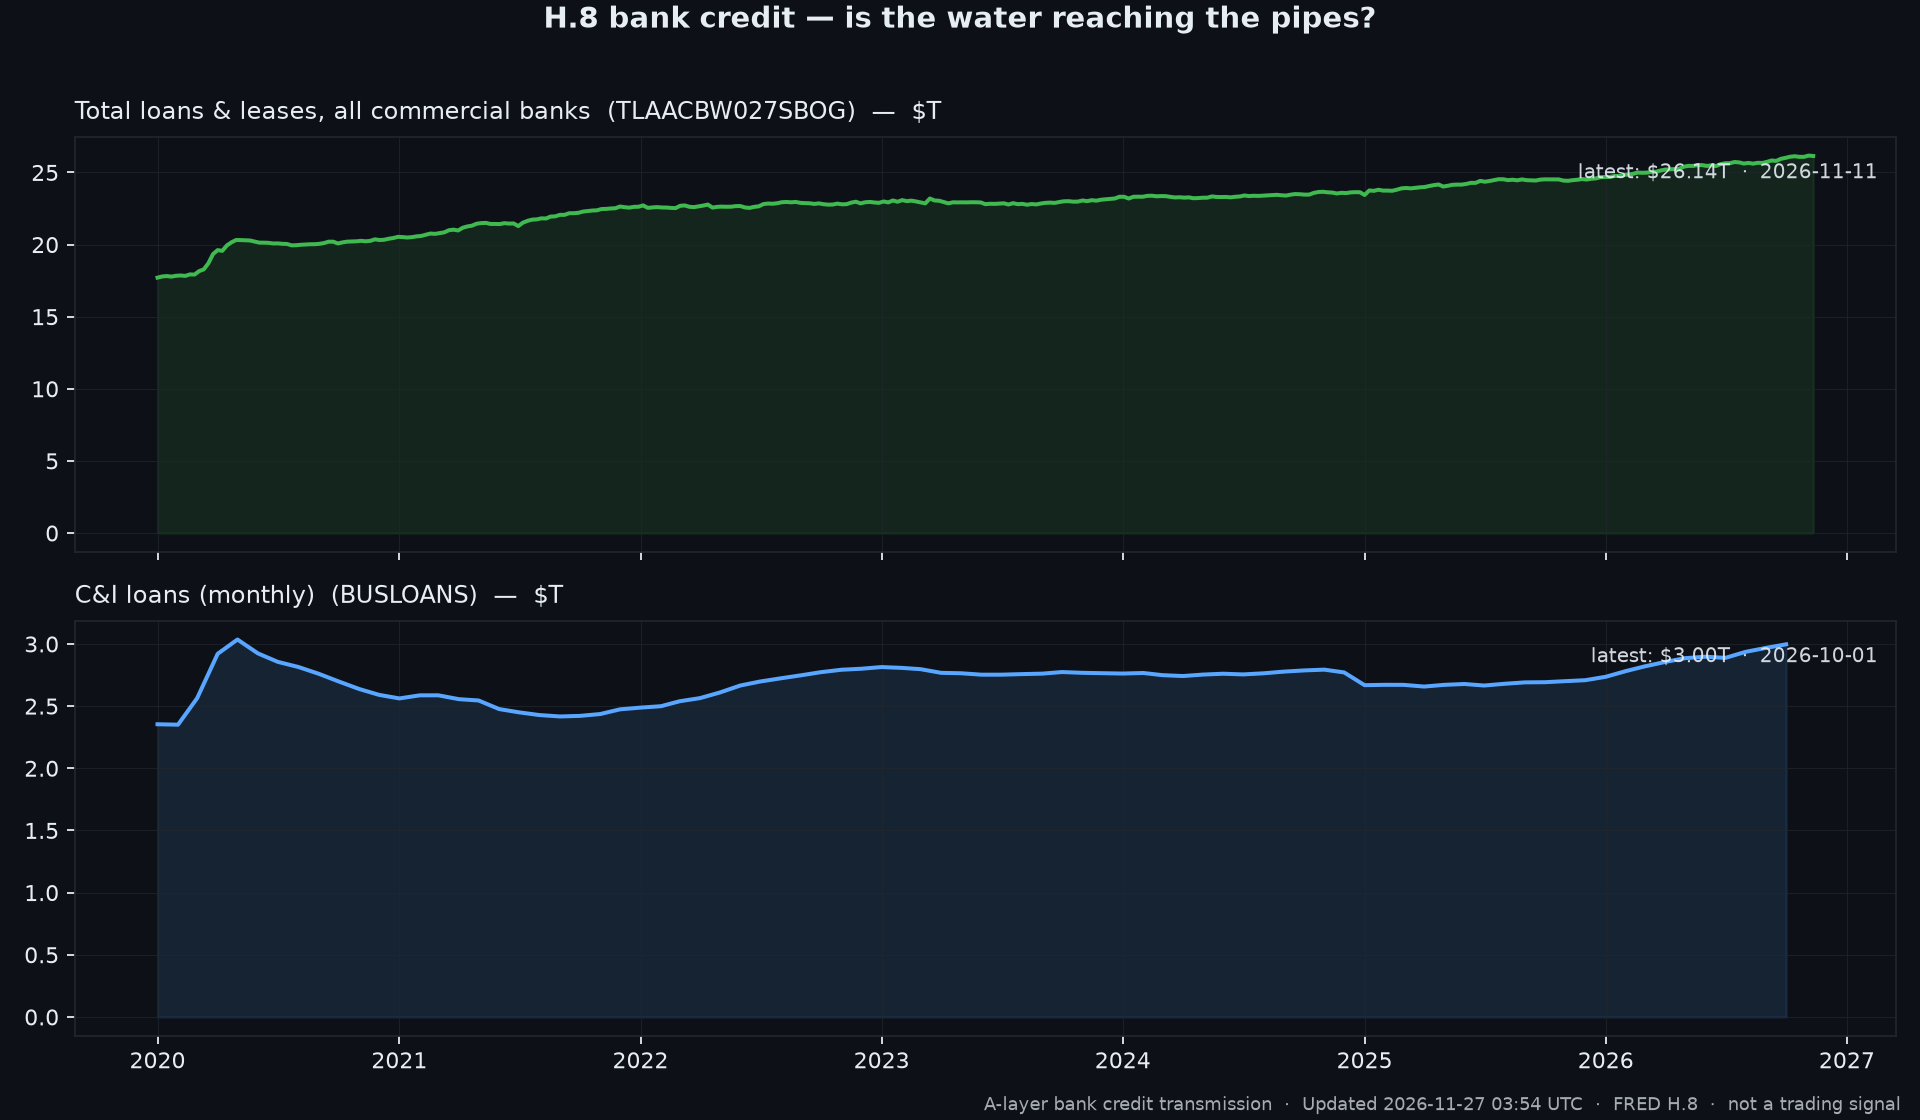 H.8 bank credit — is the water reaching the pipes?
Total loans & leases, all commercial banks  (TLAACBW027SBOG)  —  $T
25
20
15
10
5
0
latest: $26.14T  ·  2026-11-11
C&I loans (monthly)  (BUSLOANS)  —  $T
3.0
2.5
2.0
1.5
1.0
0.5
0.0
latest: $3.00T  ·  2026-10-01
2020 2021 2022 2023 2024 2025 2026 2027
A-layer bank credit transmission  ·  Updated 2026-11-27 03:54 UTC  ·  FRED H.8  ·  not a trading signal